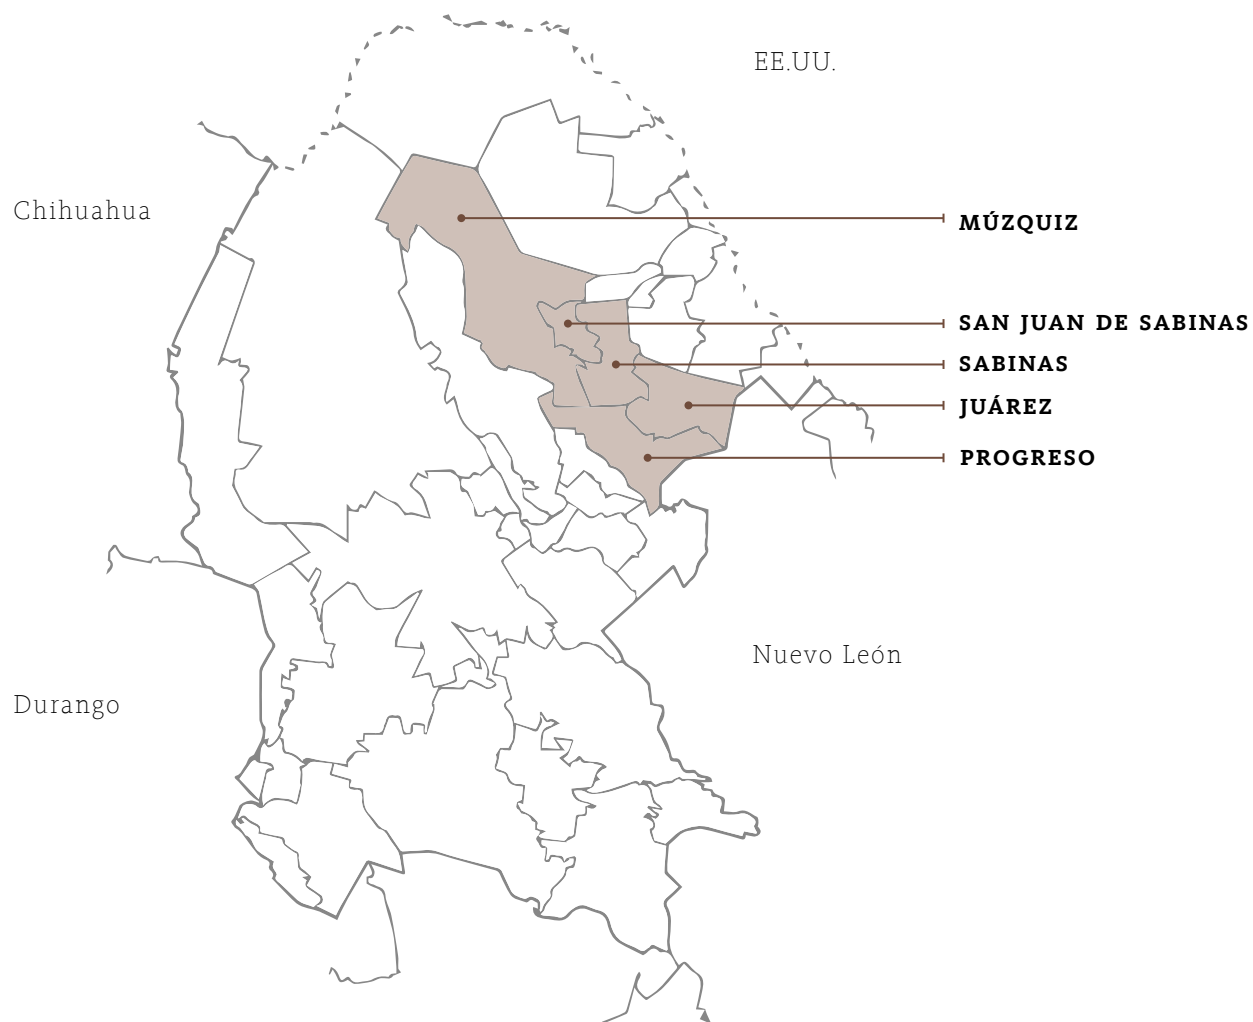 EE.UU.
Chihuahua
MÚZQUIZ
SAN JUAN DE SABINAS
SABINAS
JUÁREZ
PROGRESO
Nuevo León
Durango